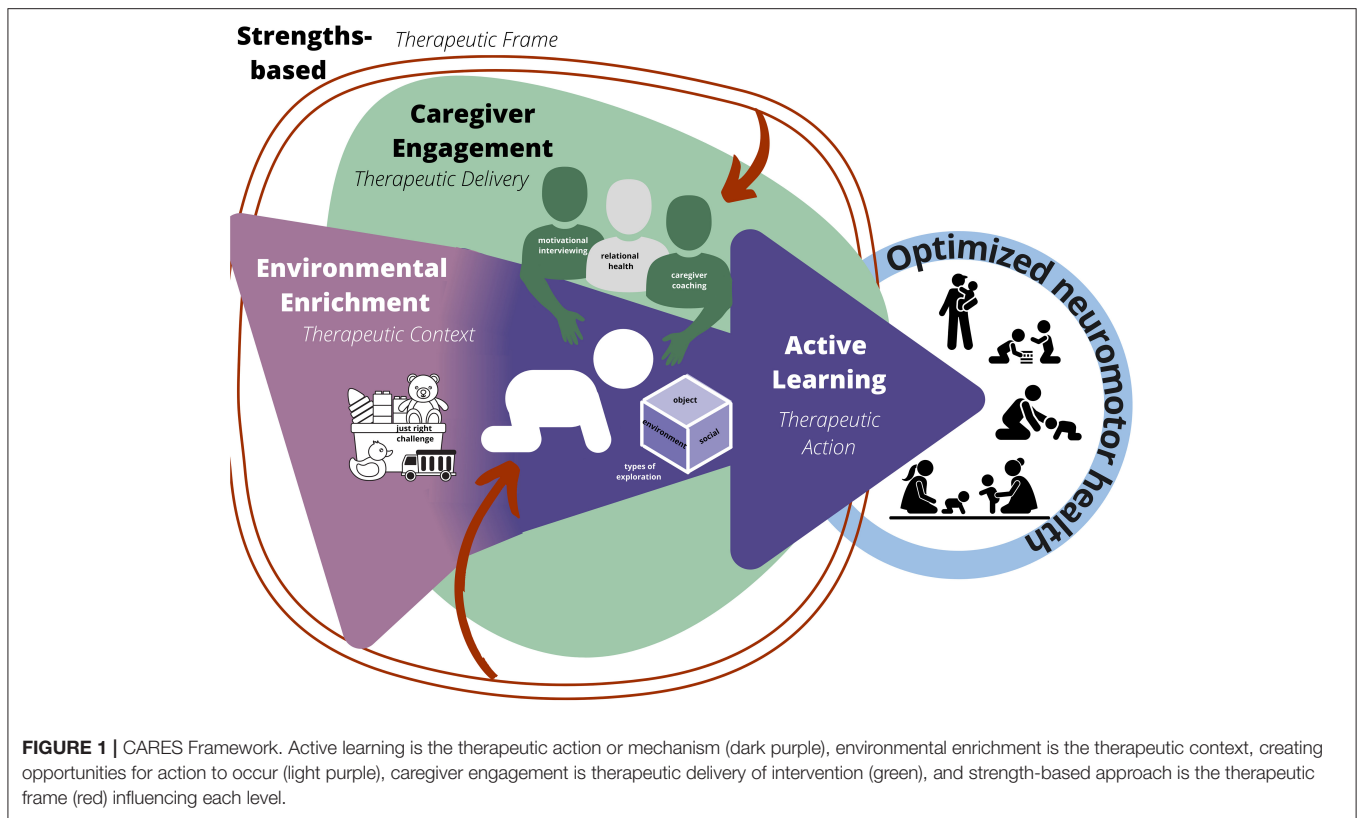 Strengths-
based
Therapeutic Frame
Caregiver
Engagement
Therapeutic Delivery
motivational
interviewing
relational
health
caregiver
coaching
Environmental
Enrichment
Therapeutic Context
just right
challenge
object
environment
social
types of
exploration
Active
Learning
Therapeutic
Action
Optimized neuromotor health
FIGURE 1 | CARES Framework. Active learning is the therapeutic action or mechanism (dark purple), environmental enrichment is the therapeutic context, creating
opportunities for action to occur (light purple), caregiver engagement is therapeutic delivery of intervention (green), and strength-based approach is the therapeutic
frame (red) influencing each level.